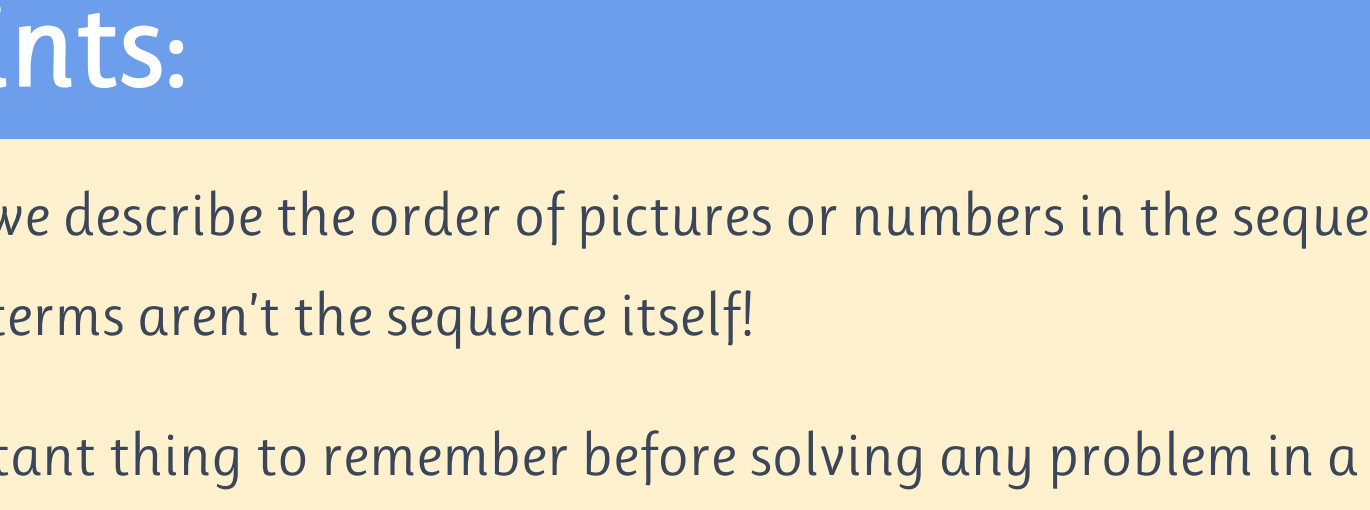 ints:
we describe the order of pictures or numbers in the seque
terms aren't the sequence itself!
tant thing to remember before solving any problem in a